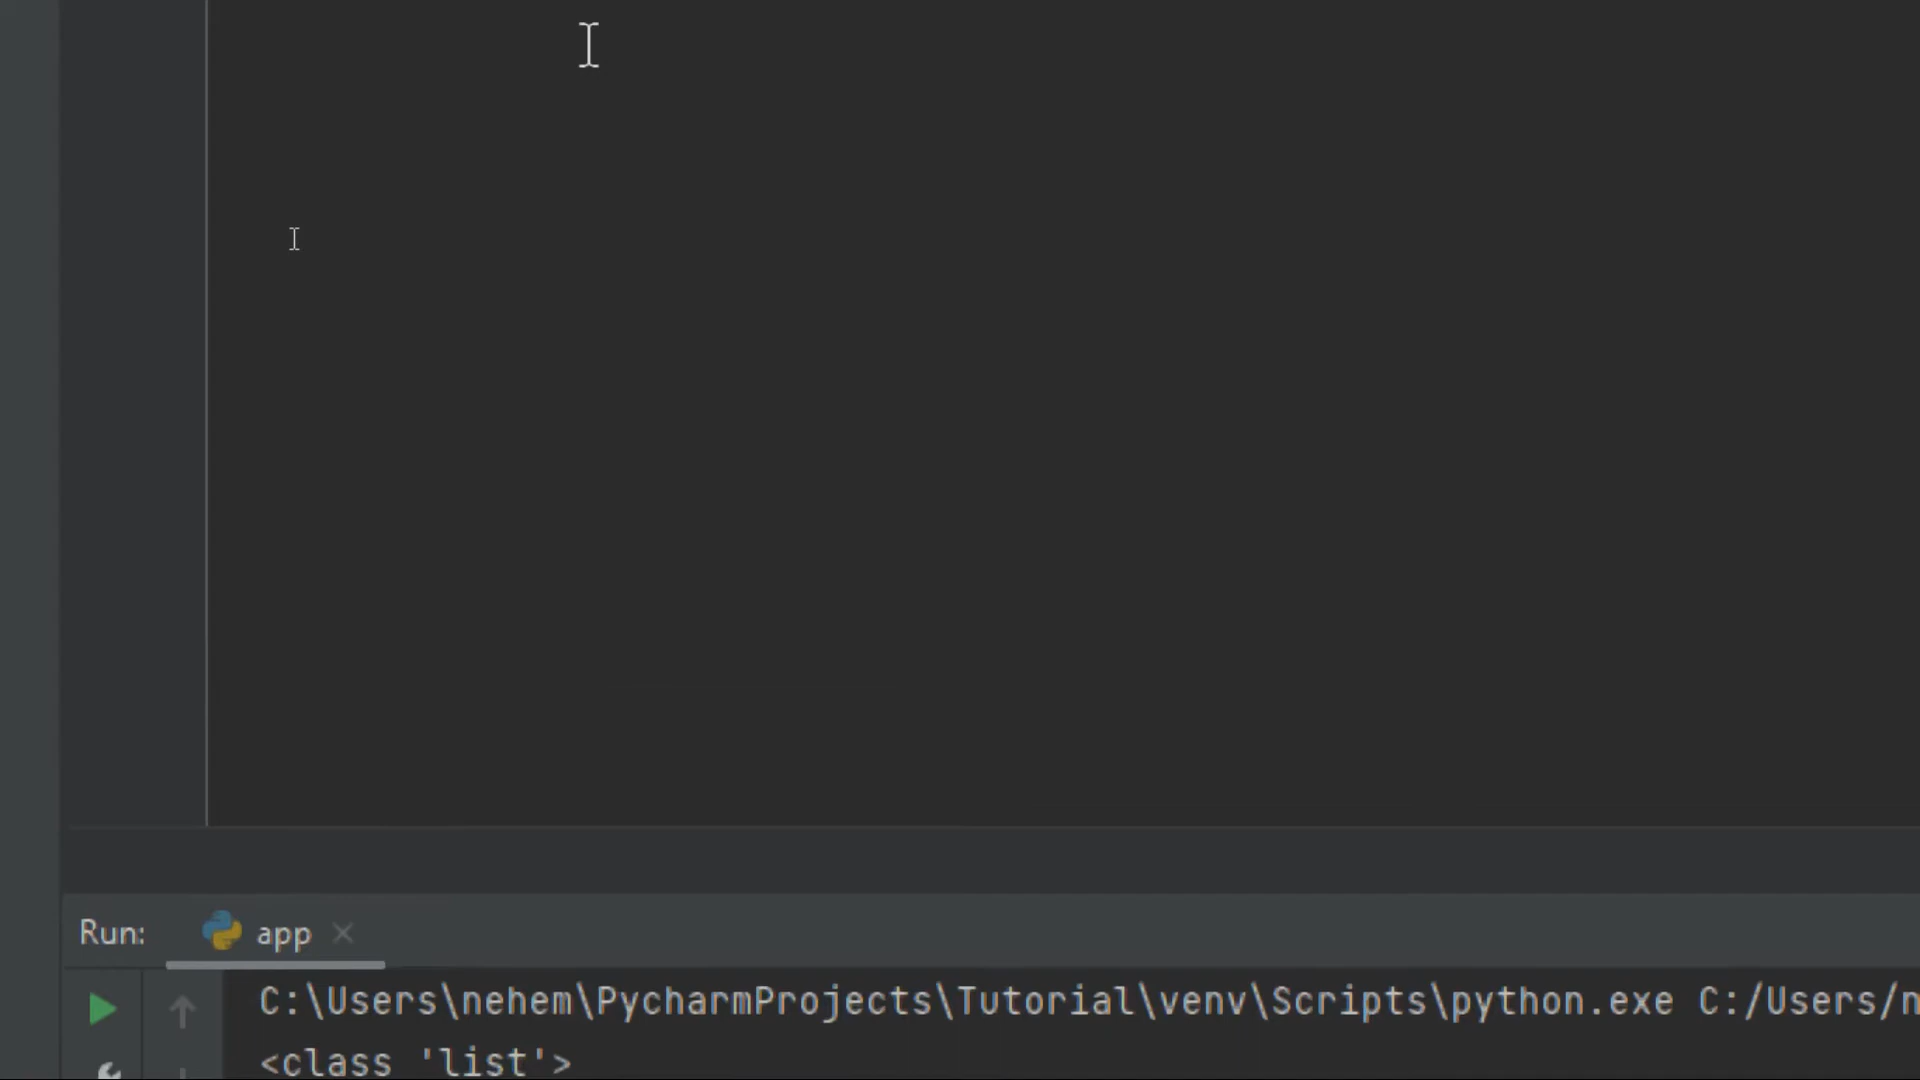 Run: app
C:\Users\nehem\PycharmProjects\Tutorial\venv\Scripts\python.exe C:/Users/n
<class 'list'>